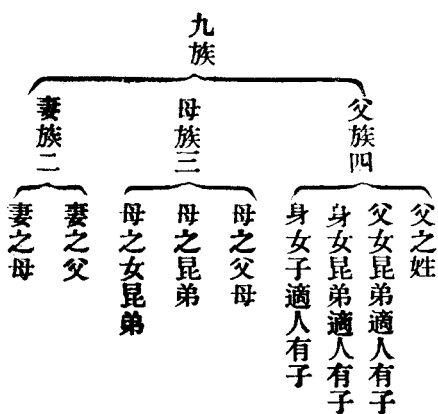 九族
父族四
父之姓
父女昆弟適人有子
身女昆弟適人有子
身女子適人有子
母族三
母之父母
母之昆弟
母之女昆弟
妻族二
妻之父
妻之母